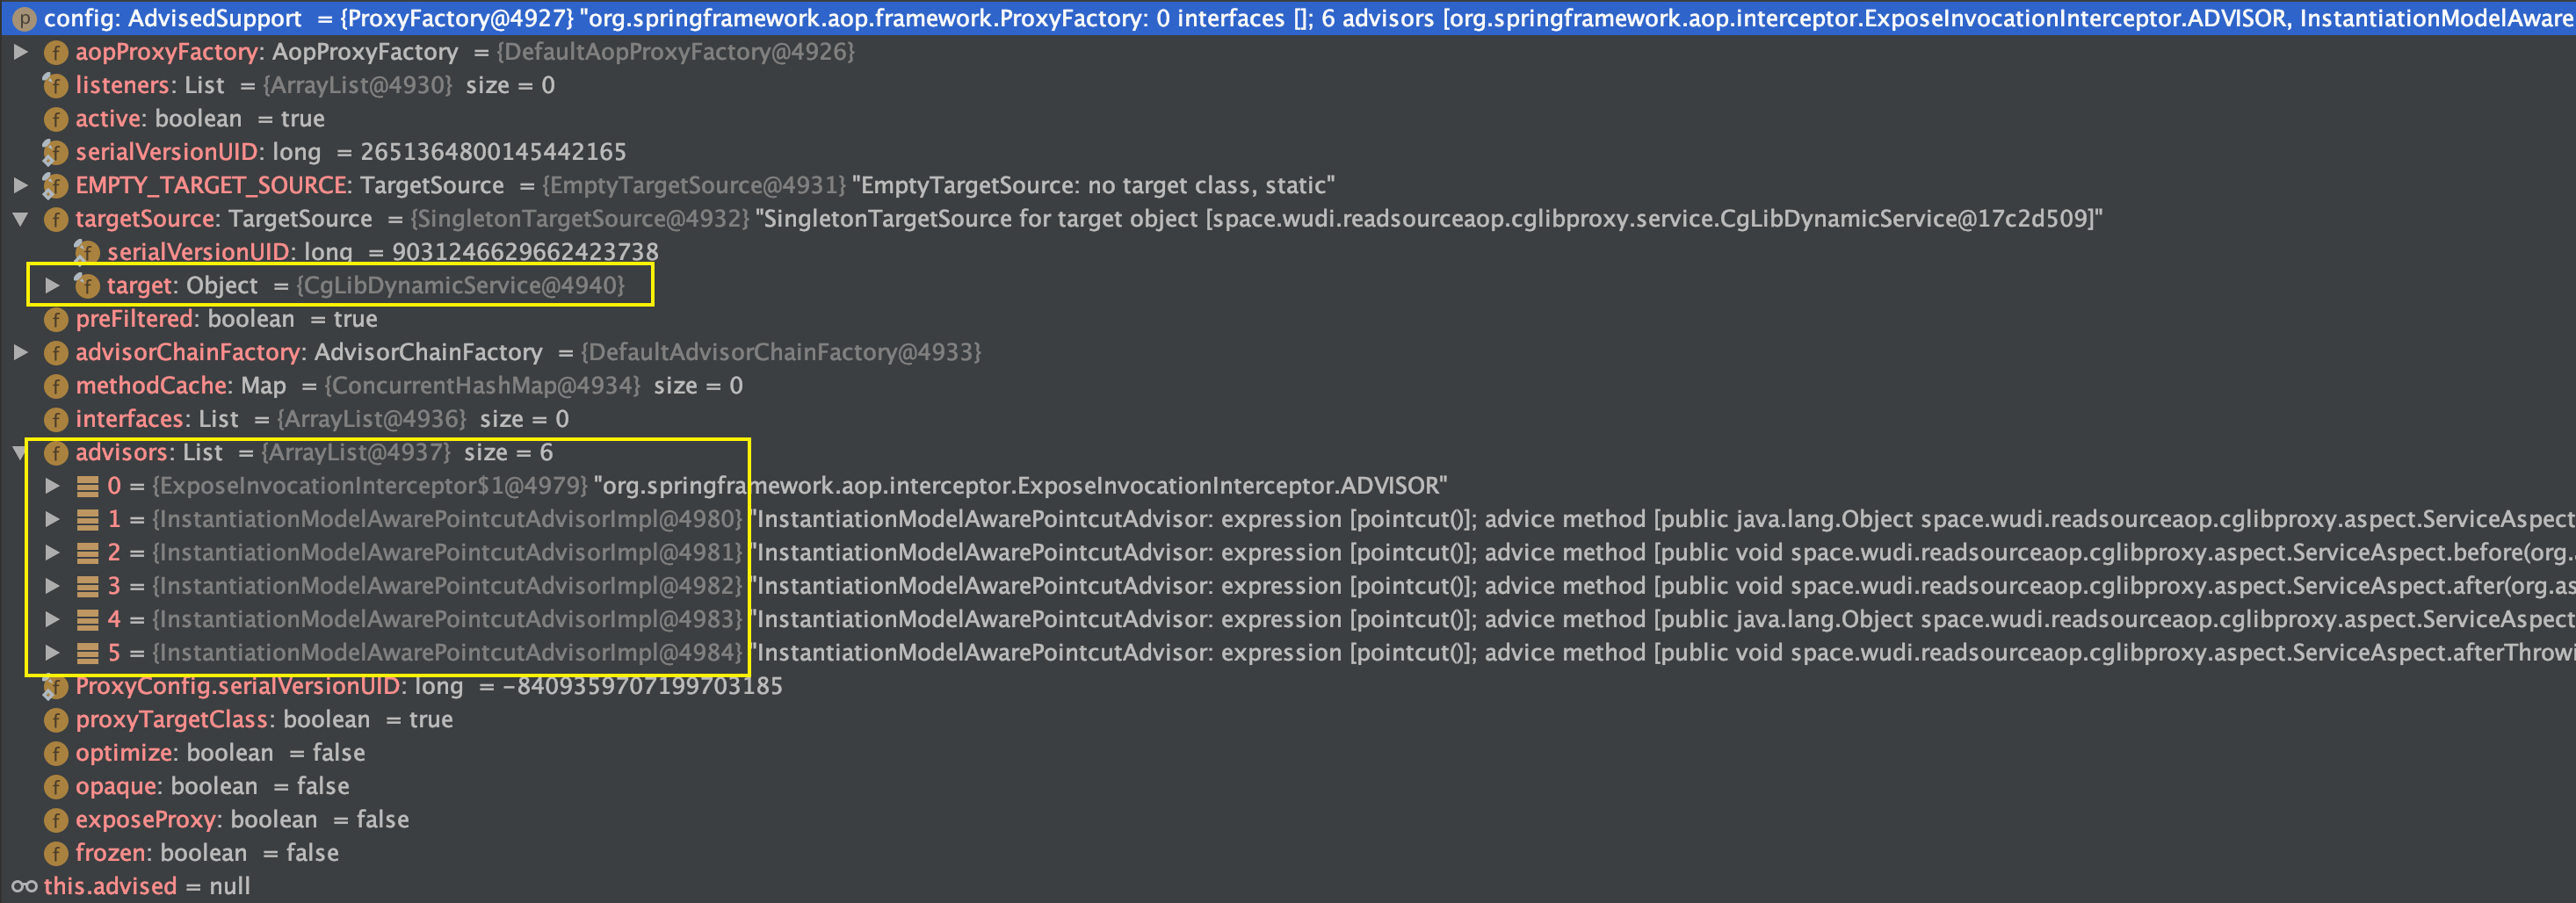 p config: AdvisedSupport = {ProxyFactory@4927} "org.springframework.aop.framework.ProxyFactory: 0 interfaces []; 6 advisors [org.springframework.aop.interceptor.ExposeInvocationInterceptor.ADVISOR, InstantiationModelAware
f aopProxyFactory: AopProxyFactory = {DefaultAopProxyFactory@4926}
f listeners: List = {ArrayList@4930} size = 0
f active: boolean = true
f serialVersionUID: long = 2651364800145442165
f EMPTY_TARGET_SOURCE: TargetSource = {EmptyTargetSource@4931} "EmptyTargetSource: no target class, static"
f targetSource: TargetSource = {SingletonTargetSource@4932} "SingletonTargetSource for target object [space.wudi.readsourceaop.cglibproxy.service.CgLibDynamicService@17c2d509]"
f serialVersionUID: long = 9031246629662423738
f target: Object = {CgLibDynamicService@4940}
f preFiltered: boolean = true
f advisorChainFactory: AdvisorChainFactory = {DefaultAdvisorChainFactory@4933}
f methodCache: Map = {ConcurrentHashMap@4934} size = 0
f interfaces: List = {ArrayList@4936} size = 0
f advisors: List = {ArrayList@4937} size = 6
0 = {ExposeInvocationInterceptor$1@4979} "org.springframework.aop.interceptor.ExposeInvocationInterceptor.ADVISOR"
1 = {InstantiationModelAwarePointcutAdvisorImpl@4980} "InstantiationModelAwarePointcutAdvisor: expression [pointcut()]; advice method [public java.lang.Object space.wudi.readsourceaop.cglibproxy.aspect.ServiceAspect
2 = {InstantiationModelAwarePointcutAdvisorImpl@4981} "InstantiationModelAwarePointcutAdvisor: expression [pointcut()]; advice method [public void space.wudi.readsourceaop.cglibproxy.aspect.ServiceAspect.before(org.
3 = {InstantiationModelAwarePointcutAdvisorImpl@4982} "InstantiationModelAwarePointcutAdvisor: expression [pointcut()]; advice method [public void space.wudi.readsourceaop.cglibproxy.aspect.ServiceAspect.after(org.as
4 = {InstantiationModelAwarePointcutAdvisorImpl@4983} "InstantiationModelAwarePointcutAdvisor: expression [pointcut()]; advice method [public java.lang.Object space.wudi.readsourceaop.cglibproxy.aspect.ServiceAspect
5 = {InstantiationModelAwarePointcutAdvisorImpl@4984} "InstantiationModelAwarePointcutAdvisor: expression [pointcut()]; advice method [public void space.wudi.readsourceaop.cglibproxy.aspect.ServiceAspect.afterThrowi
f ProxyConfig.serialVersionUID: long = -8409359707199703185
f proxyTargetClass: boolean = true
f optimize: boolean = false
f opaque: boolean = false
f exposeProxy: boolean = false
f frozen: boolean = false
this.advised = null